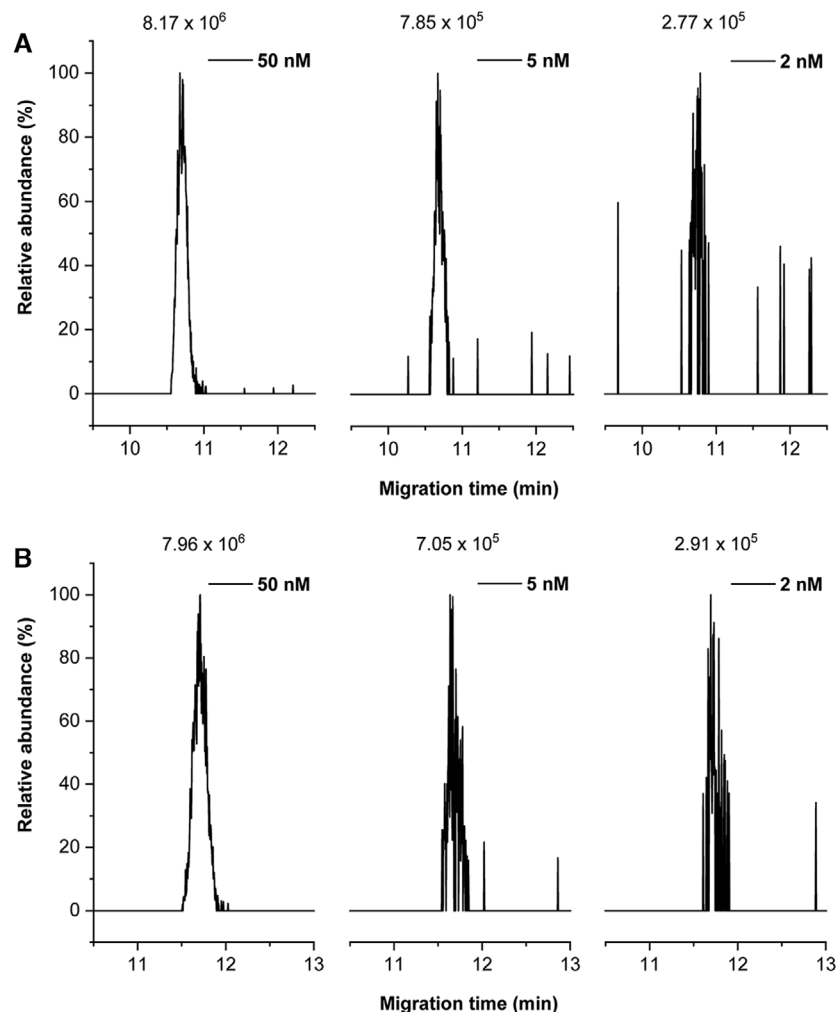 A
8.17 x 10⁶
7.85 x 10⁵
2.77 x 10⁵
50 nM
5 nM
2 nM
Relative abundance (%)
100
80
60
40
20
0
10 11 12
10 11 12
10 11 12
Migration time (min)
B
7.96 x 10⁶
7.05 x 10⁵
2.91 x 10⁵
50 nM
5 nM
2 nM
Relative abundance (%)
100
80
60
40
20
0
11 12 13
11 12 13
11 12 13
Migration time (min)